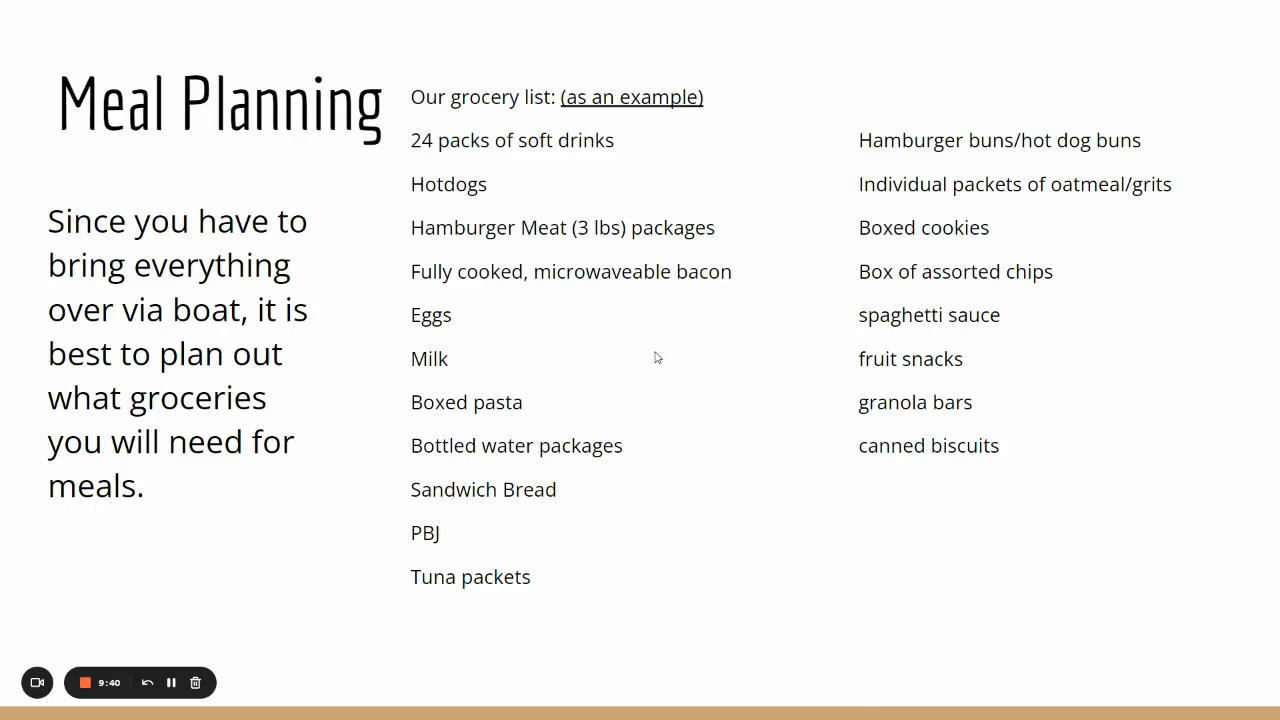 Meal Planning
Since you have to
bring everything
over via boat, it is
best to plan out
what groceries
you will need for
meals.
Our grocery list: (as an example)
24 packs of soft drinks
Hotdogs
Hamburger Meat (3 lbs) packages
Fully cooked, microwaveable bacon
Eggs
Milk
Boxed pasta
Bottled water packages
Sandwich Bread
PBJ
Tuna packets
Hamburger buns/hot dog buns
Individual packets of oatmeal/grits
Boxed cookies
Box of assorted chips
spaghetti sauce
fruit snacks
granola bars
canned biscuits
9:40